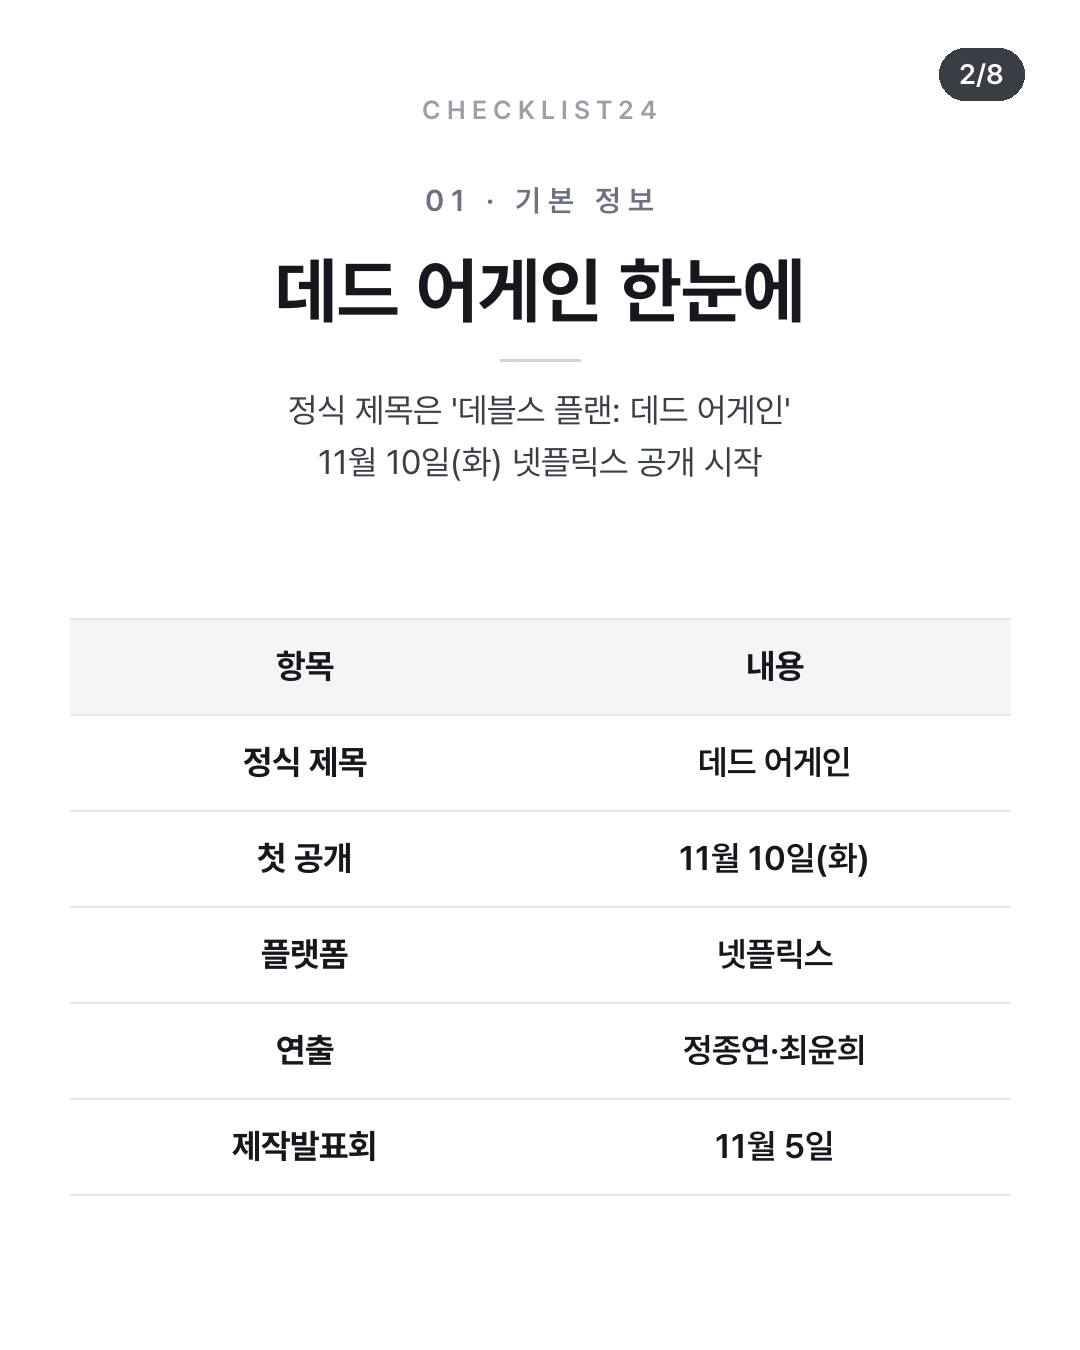 2/8
CHECKLIST24
01 · 기본 정보
데드 어게인 한눈에
정식 제목은 '데블스 플랜: 데드 어게인'
11월 10일(화) 넷플릭스 공개 시작
항목 내용
정식 제목 데드 어게인
첫 공개 11월 10일(화)
플랫폼 넷플릭스
연출 정종연·최윤희
제작발표회 11월 5일